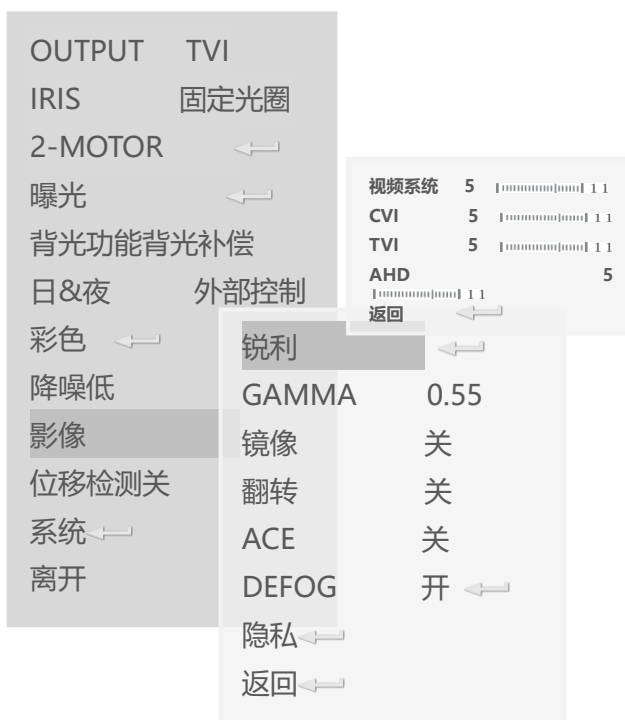 OUTPUT TVI
IRIS 固定光圈
2-MOTOR
曝光
背光功能背光补偿
日&夜 外部控制
彩色
降噪低
影像
位移检测关
系统
离开
视频系统 5 11
CVI 5 11
TVI 5 11
AHD 5
11
返回
锐利
GAMMA 0.55
镜像 关
翻转 关
ACE 关
DEFOG 开
隐私
返回